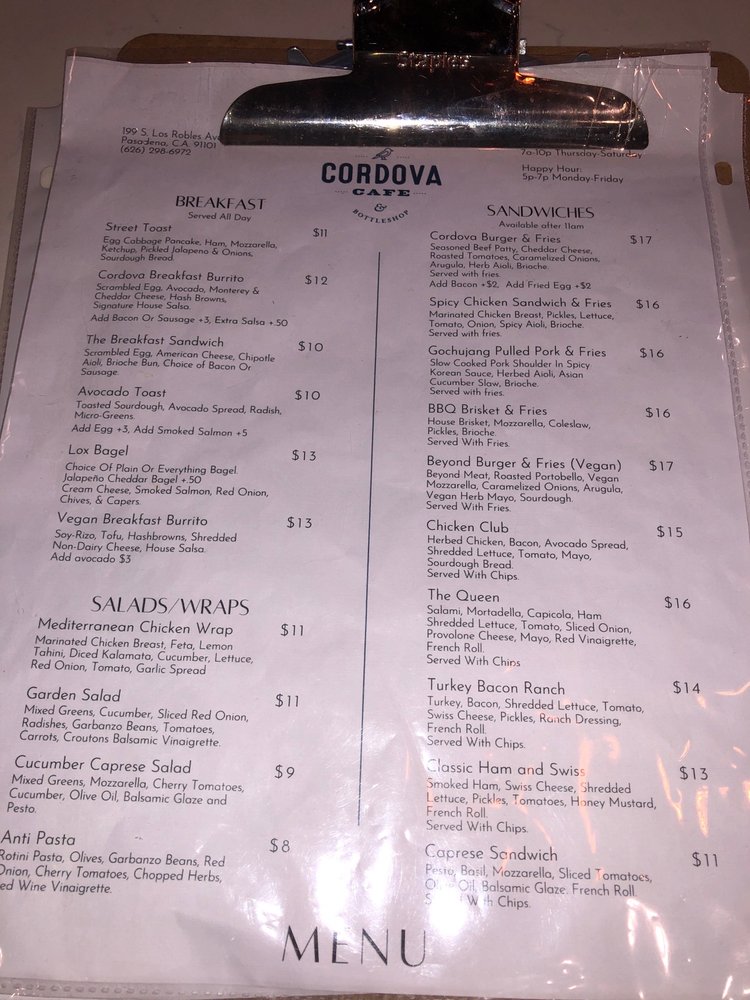 Staples
199 S. Los Robles Ave
Pasadena, C.A. 91101
(626) 298-6972
7a-10p Thursday-Saturday
Happy Hour:
5p-7p Monday-Friday
CORDOVA
CAFE
&
BOTTLESHOP
BREAKFAST
Served All Day
Street Toast $11
Egg Cabbage Pancake, Ham, Mozzarella,
Ketchup, Pickled Jalapeno & Onions,
Sourdough Bread.
Cordova Breakfast Burrito $12
Scrambled Egg, Avocado, Monterey &
Cheddar Cheese, Hash Browns,
Signature House Salsa.
Add Bacon Or Sausage +3, Extra Salsa +.50
The Breakfast Sandwich $10
Scrambled Egg, American Cheese, Chipotle
Aioli, Brioche Bun, Choice of Bacon Or
Sausage.
Avocado Toast $10
Toasted Sourdough, Avocado Spread, Radish,
Micro-Greens.
Add Egg +3, Add Smoked Salmon +5
Lox Bagel $13
Choice Of Plain Or Everything Bagel.
Jalapeño Cheddar Bagel +.50
Cream Cheese, Smoked Salmon, Red Onion,
Chives, & Capers.
Vegan Breakfast Burrito $13
Soy-Rizo, Tofu, Hashbrowns, Shredded
Non-Dairy Cheese, House Salsa.
Add avocado $3
SALADS/WRAPS
Mediterranean Chicken Wrap $11
Marinated Chicken Breast, Feta, Lemon
Tahini, Diced Kalamata, Cucumber, Lettuce,
Red Onion, Tomato, Garlic Spread
Garden Salad $11
Mixed Greens, Cucumber, Sliced Red Onion,
Radishes, Garbanzo Beans, Tomatoes,
Carrots, Croutons Balsamic Vinaigrette.
Cucumber Caprese Salad $9
Mixed Greens, Mozzarella, Cherry Tomatoes,
Cucumber, Olive Oil, Balsamic Glaze and
Pesto.
Anti Pasta $8
Rotini Pasta, Olives, Garbanzo Beans, Red
Onion, Cherry Tomatoes, Chopped Herbs,
ed Wine Vinaigrette.
SANDWICHES
Available after 11am
Cordova Burger & Fries $17
Seasoned Beef Patty, Cheddar Cheese,
Roasted Tomatoes, Caramelized Onions,
Arugula, Herb Aioli, Brioche.
Served with fries.
Add Bacon +$2, Add Fried Egg +$2
Spicy Chicken Sandwich & Fries $16
Marinated Chicken Breast, Pickles, Lettuce,
Tomato, Onion, Spicy Aioli, Brioche.
Served with fries.
Gochujang Pulled Pork & Fries $16
Slow Cooked Pork Shoulder In Spicy
Korean Sauce, Herbed Aioli, Asian
Cucumber Slaw, Brioche.
Served with fries.
BBQ Brisket & Fries $16
House Brisket, Mozzarella, Coleslaw,
Pickles, Brioche.
Served With Fries.
Beyond Burger & Fries (Vegan) $17
Beyond Meat, Roasted Portobello, Vegan
Mozzarella, Caramelized Onions, Arugula,
Vegan Herb Mayo, Sourdough.
Served With Fries.
Chicken Club $15
Herbed Chicken, Bacon, Avocado Spread,
Shredded Lettuce, Tomato, Mayo,
Sourdough Bread.
Served With Chips.
The Queen $16
Salami, Mortadella, Capicola, Ham
Shredded Lettuce, Tomato, Sliced Onion,
Provolone Cheese, Mayo, Red Vinaigrette,
French Roll.
Served With Chips
Turkey Bacon Ranch $14
Turkey, Bacon, Shredded Lettuce, Tomato,
Swiss Cheese, Pickles, Ranch Dressing,
French Roll.
Served With Chips.
Classic Ham and Swiss $13
Smoked Ham, Swiss Cheese, Shredded
Lettuce, Pickles, Tomatoes, Honey Mustard,
French Roll.
Served With Chips.
Caprese Sandwich $11
Pesto, Basil, Mozzarella, Sliced Tomatoes,
Olive Oil, Balsamic Glaze. French Roll.
Served With Chips.
MENU